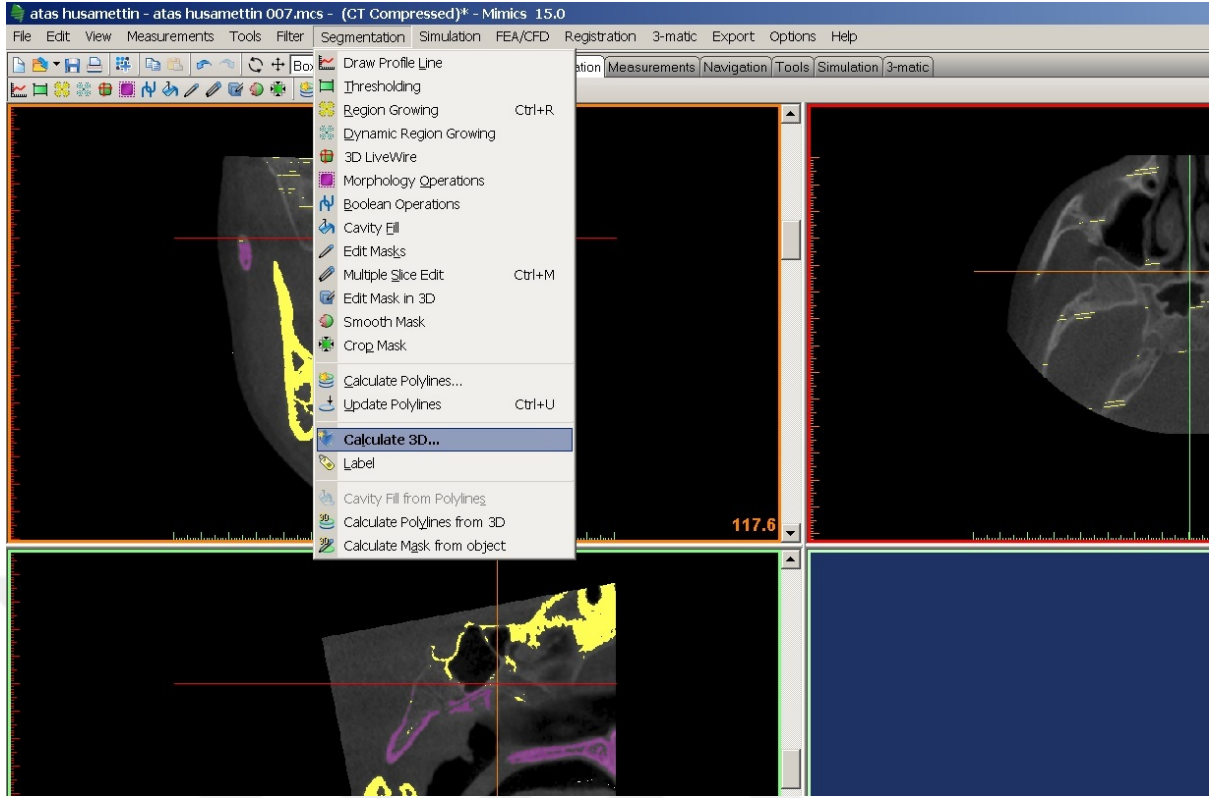 atas husamettin - atas husamettin 007.mcs - (CT Compressed)* - Mimics 15.0
File Edit View Measurements Tools Filter Segmentation Simulation FEA/CFD Registration 3-matic Export Options Help
Measurements Navigation Tools Simulation 3-matic
Draw Profile Line
Thresholding
Region Growing Ctrl+R
Dynamic Region Growing
3D LiveWire
Morphology Operations
Boolean Operations
Cavity Fill
Edit Masks
Multiple Slice Edit Ctrl+M
Edit Mask in 3D
Smooth Mask
Crop Mask
Calculate Polylines...
Update Polylines Ctrl+U
Calculate 3D...
Label
Cavity Fill from Polylines
Calculate Polylines from 3D
Calculate Mask from object
117.6